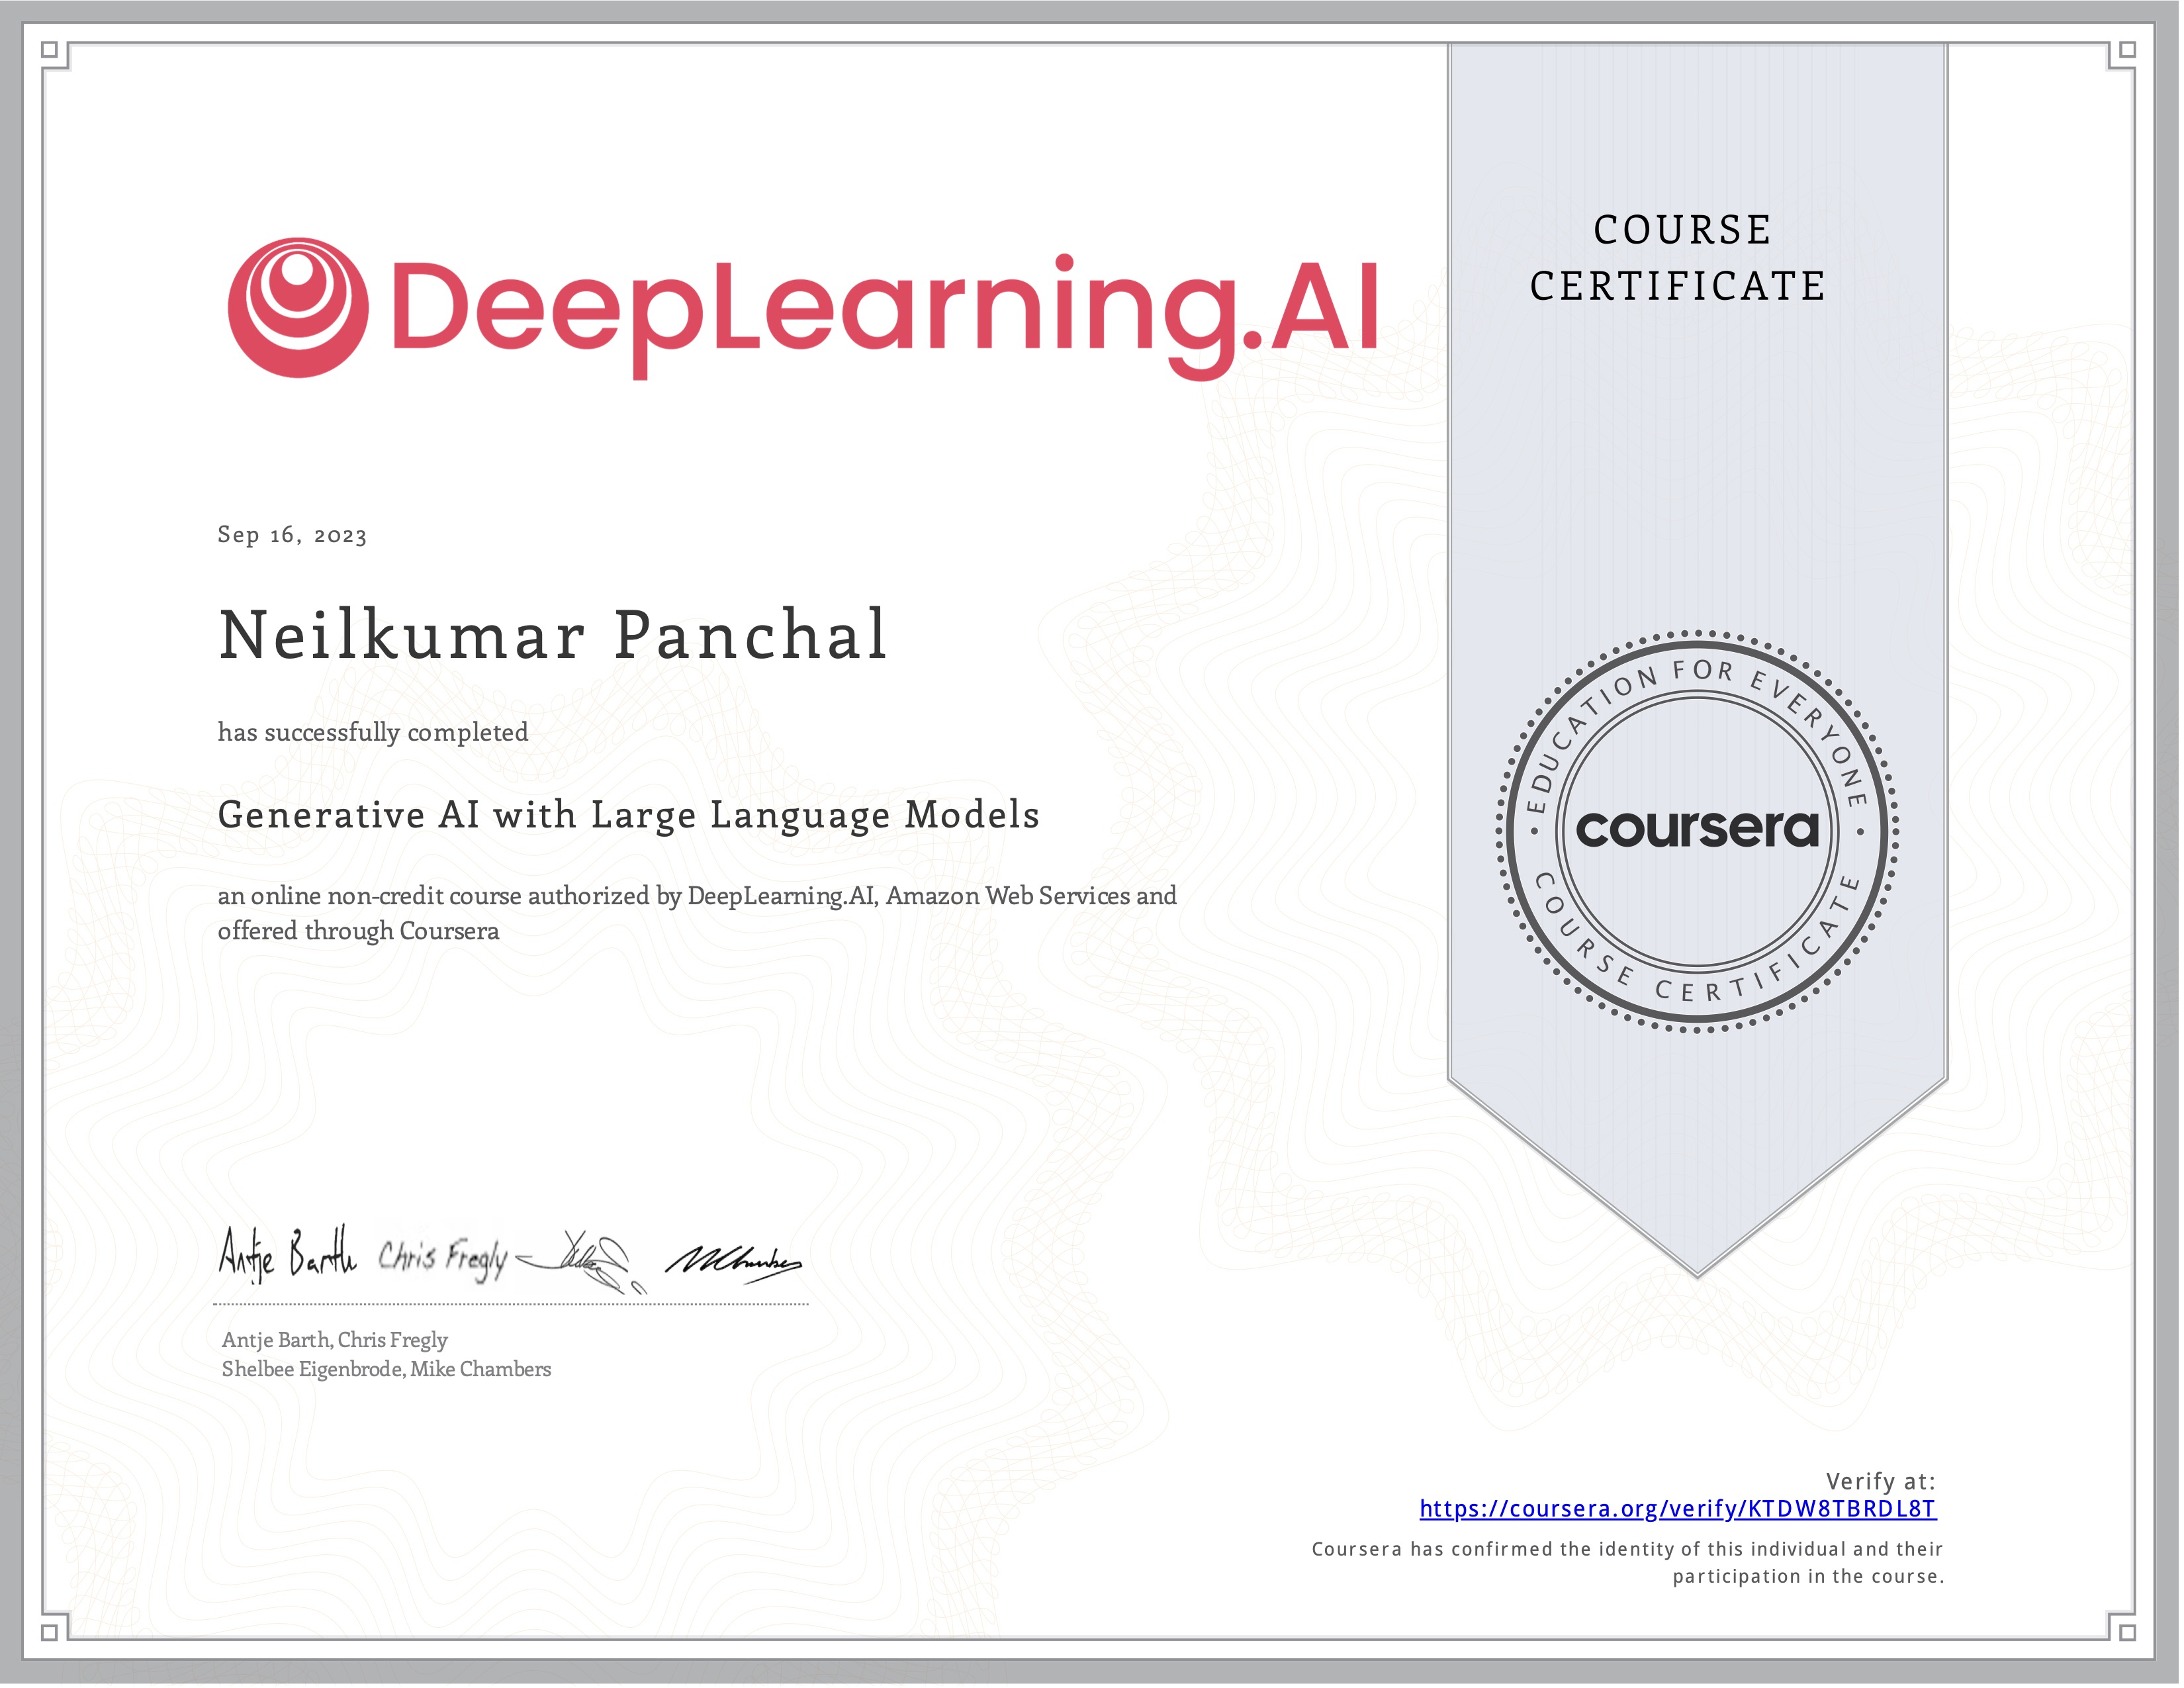 DeepLearning.AI
COURSE
CERTIFICATE
Sep 16, 2023
Neilkumar Panchal
has successfully completed
Generative AI with Large Language Models
an online non-credit course authorized by DeepLearning.AI, Amazon Web Services and
offered through Coursera
EDUCATION FOR EVERYONE
coursera
COURSE CERTIFICATE
Antje Barth Chris Fregly MChambers
Antje Barth, Chris Fregly
Shelbee Eigenbrode, Mike Chambers
Verify at:
https://coursera.org/verify/KTDW8TBRDL8T
Coursera has confirmed the identity of this individual and their
participation in the course.